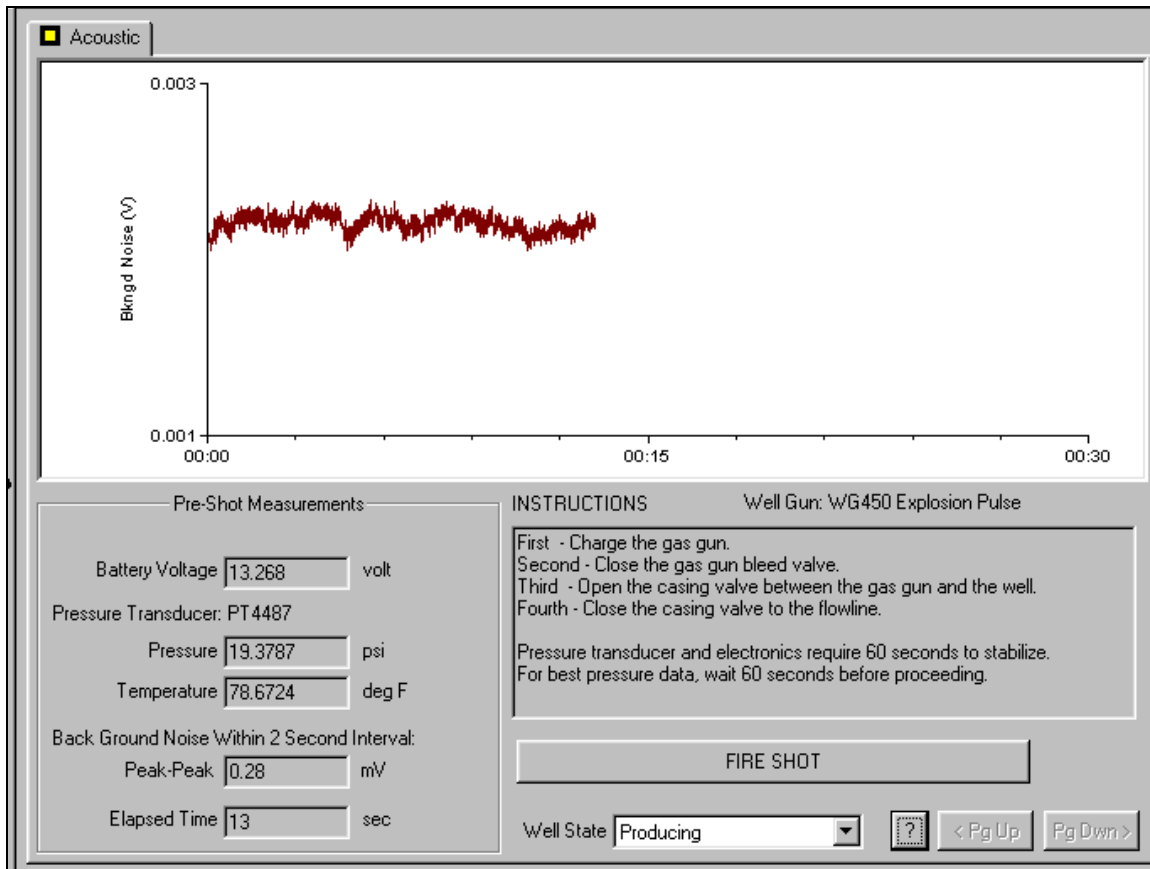 Acoustic
0.003
Bkngd Noise (V)
0.001
00:00 00:15 00:30
Pre-Shot Measurements
Battery Voltage 13.268 volt
Pressure Transducer: PT4487
Pressure 19.3787 psi
Temperature 78.6724 deg F
Back Ground Noise Within 2 Second Interval:
Peak-Peak 0.28 mV
Elapsed Time 13 sec
INSTRUCTIONS Well Gun: WG450 Explosion Pulse
First - Charge the gas gun.
Second - Close the gas gun bleed valve.
Third - Open the casing valve between the gas gun and the well.
Fourth - Close the casing valve to the flowline.
Pressure transducer and electronics require 60 seconds to stabilize.
For best pressure data, wait 60 seconds before proceeding.
FIRE SHOT
Well State Producing ? < Pg Up Pg Dwn >